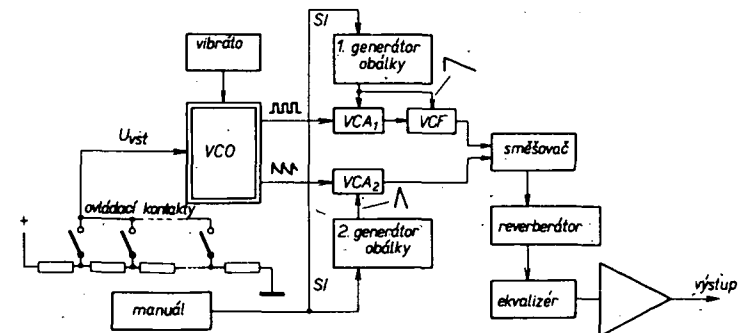 vibráto
SI
1. generátor
obálky
VCO
U vst
VCA1
VCF
VCA2
směšovač
ovládací kontakty
+
2. generátor
obálky
reverberátor
SI
manuál
ekvalizér
výstup